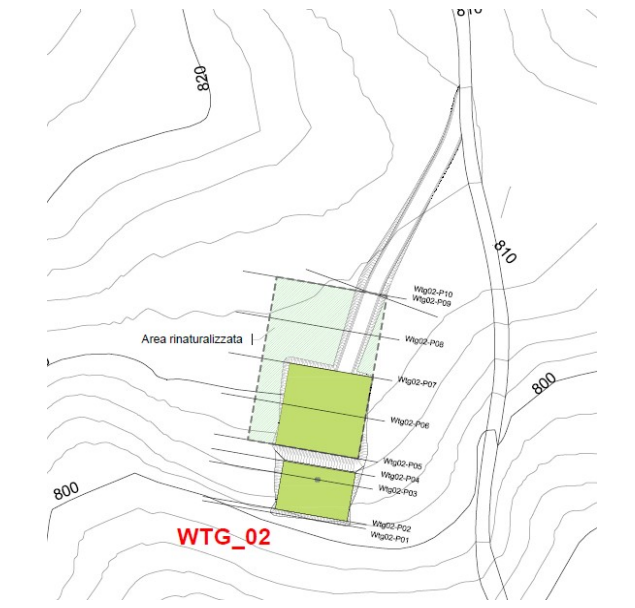 820
810
Wtg02-P10
Wtg02-P09
Area rinaturalizzata
Wtg02-P08
Wtg02-P07
800
Wtg02-P06
Wtg02-P05
Wtg02-P04
Wtg02-P03
800
Wtg02-P02
WTG_02
Wtg02-P01